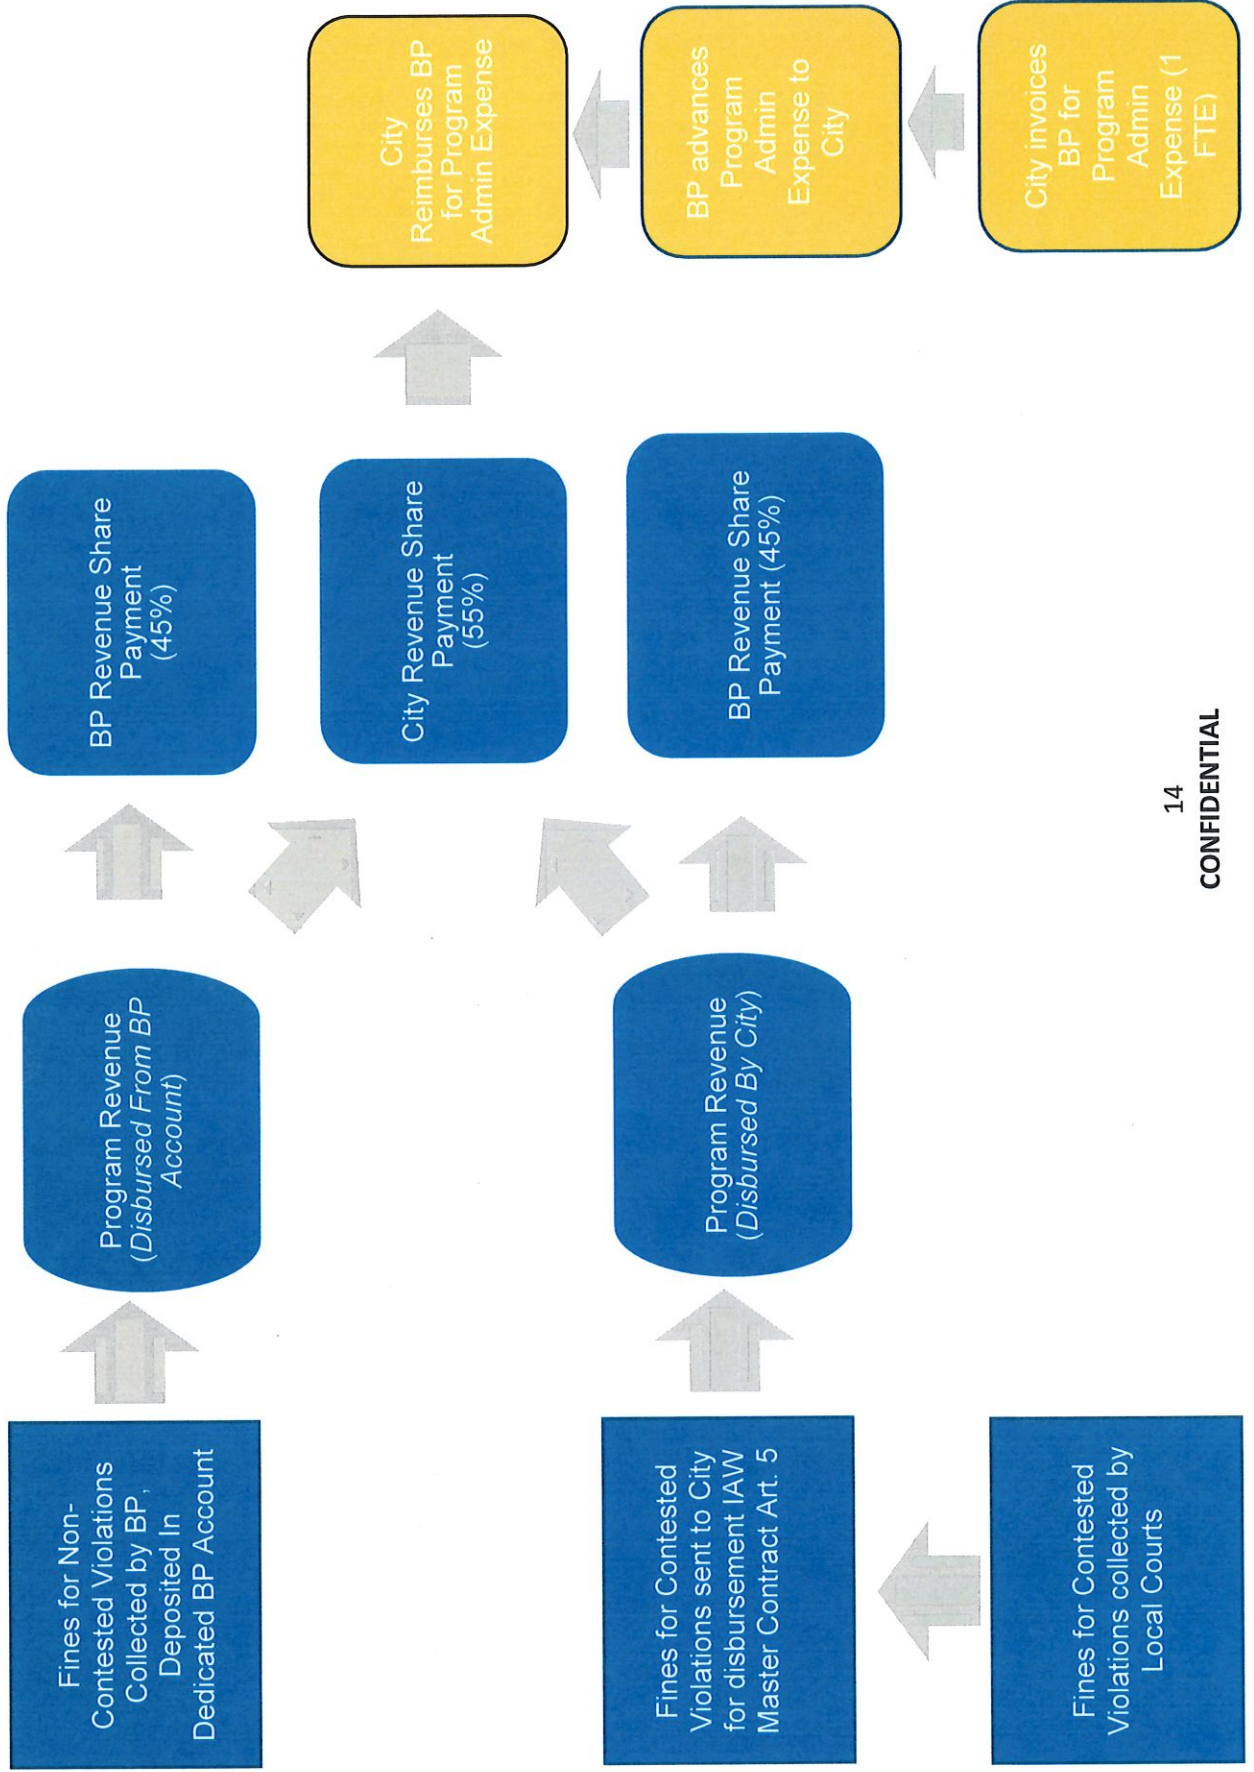 Fines for Non-
Contested Violations
Collected by BP,
Deposited In
Dedicated BP Account
Program Revenue
(Disbursed From BP
Account)
BP Revenue Share
Payment
(45%)
City Revenue Share
Payment
(55%)
City
Reimburses BP
for Program
Admin Expense
Fines for Contested
Violations sent to City
for disbursement IAW
Master Contract Art. 5
Program Revenue
(Disbursed By City)
BP Revenue Share
Payment (45%)
BP advances
Program
Admin
Expense to
City
Fines for Contested
Violations collected by
Local Courts
City invoices
BP for
Program
Admin
Expense (1
FTE)
14
CONFIDENTIAL